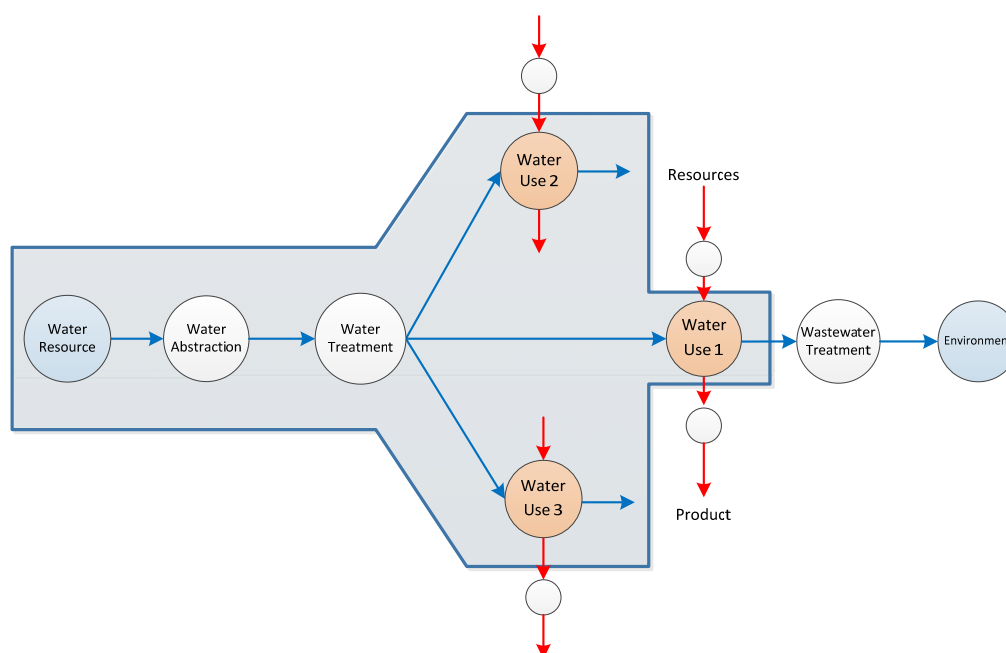 Water
Use 2
Resources
Water
Resource
Water
Abstraction
Water
Treatment
Water
Use 1
Wastewater
Treatment
Environmen
Water
Use 3
Product